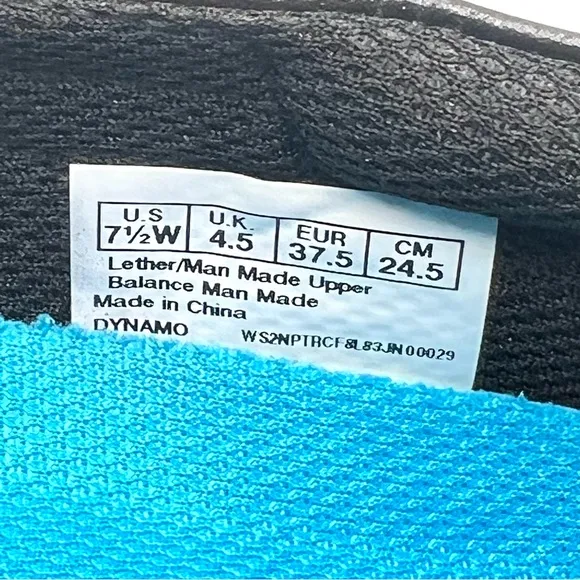 U.S U.K. EUR CM
7½W 4.5 37.5 24.5
Lether/Man Made Upper
Balance Man Made
Made in China
DYNAMO WS2NPTRCF8L83JN00029